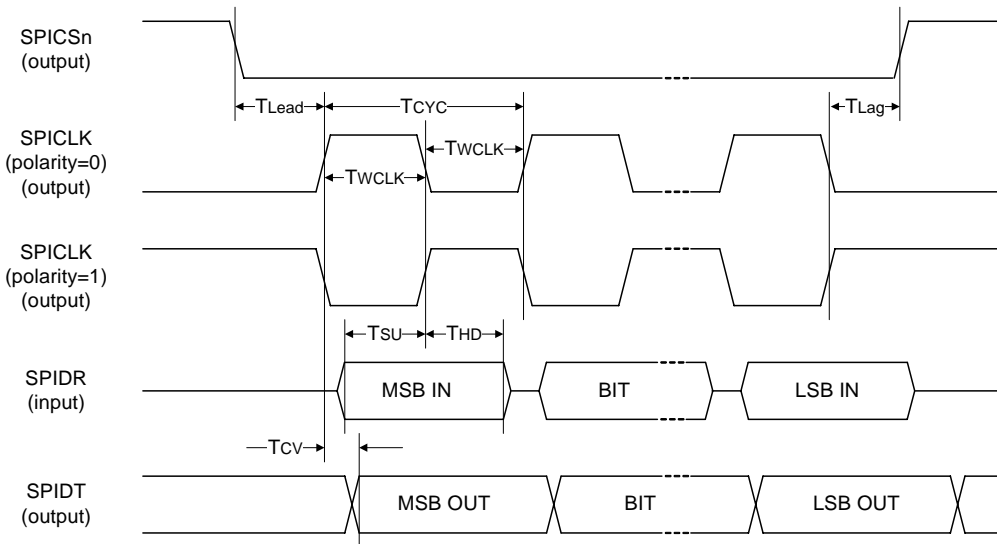 SPICSn
(output)
TLead
TCYC
TLag
SPICLK
(polarity=0)
(output)
TWCLK
TWCLK
SPICLK
(polarity=1)
(output)
TSU
THD
SPIDR
(input)
MSB IN
BIT
LSB IN
TCV
SPIDT
(output)
MSB OUT
BIT
LSB OUT